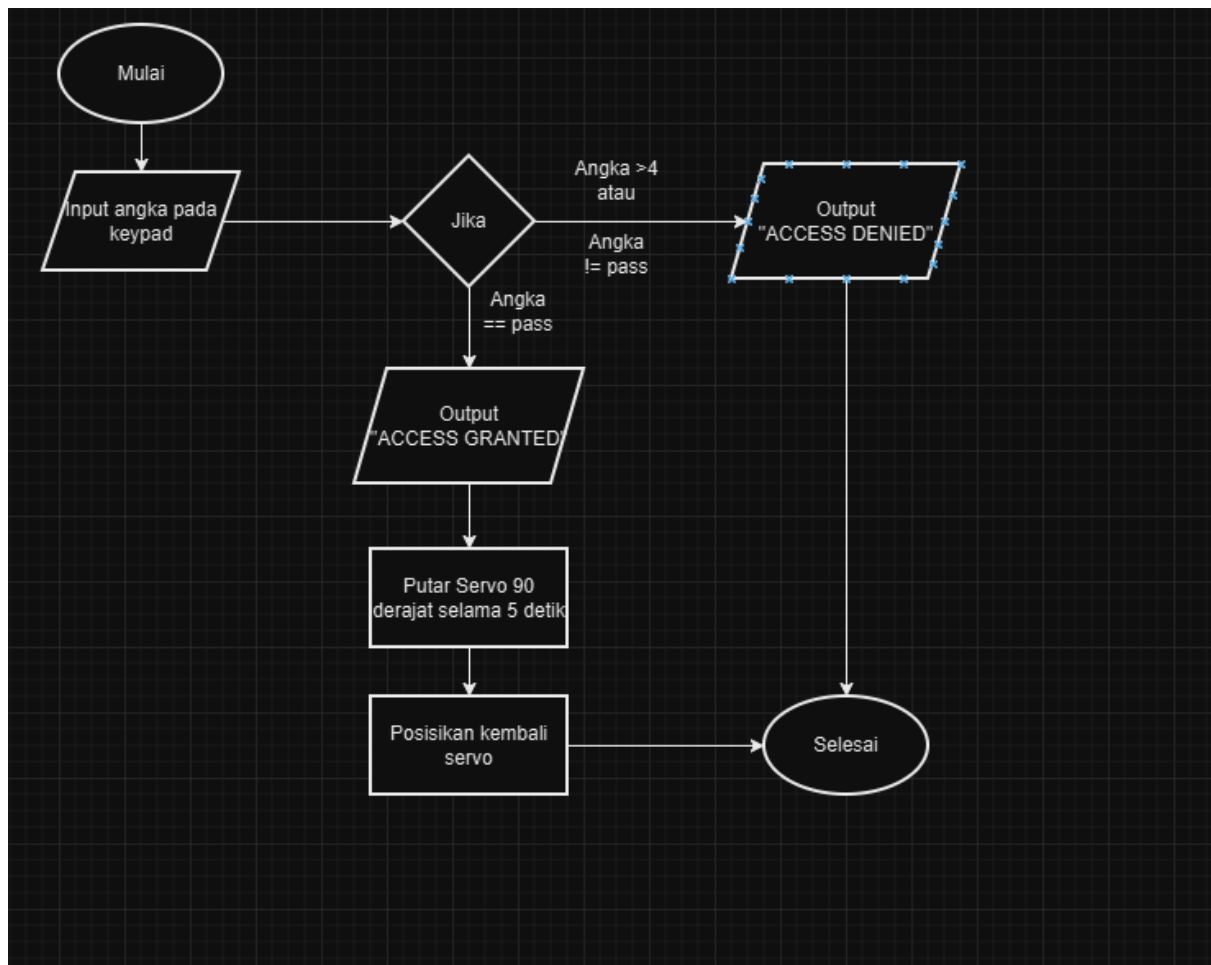 Mulai
Input angka pada
keypad
Jika
Angka >4
atau
Angka
!= pass
Output
"ACCESS DENIED"
Angka
== pass
Output
"ACCESS GRANTED"
Putar Servo 90
derajat selama 5 detik
Posisikan kembali
servo
Selesai